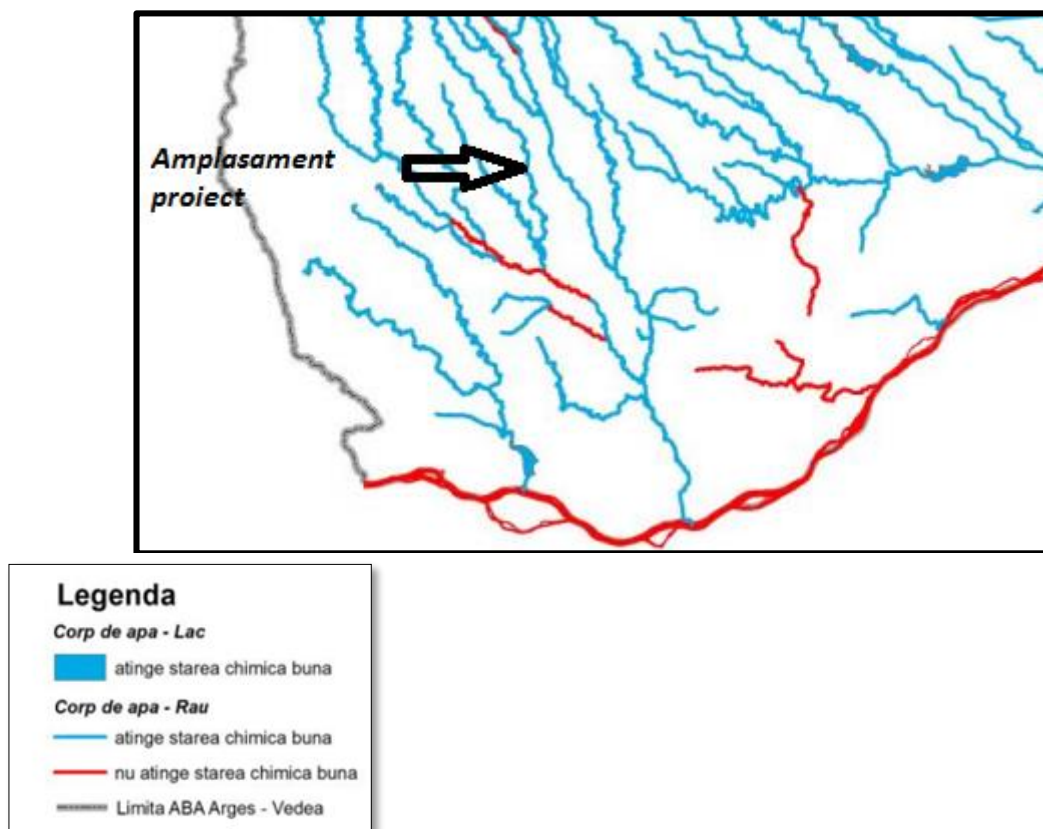 Amplasament
proiect
Legenda
Corp de apa - Lac
atinge starea chimica buna
Corp de apa - Rau
atinge starea chimica buna
nu atinge starea chimica buna
Limita ABA Arges - Vedea